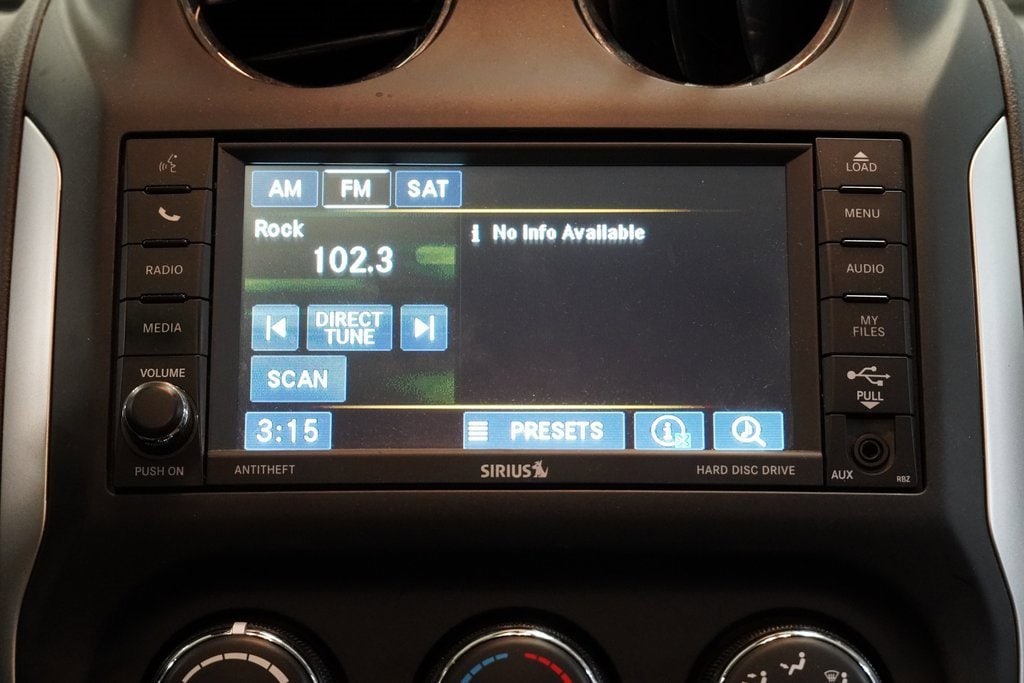 RADIO
MEDIA
VOLUME
PUSH ON
AM FM SAT
Rock
102.3
i No Info Available
DIRECT
TUNE
SCAN
3:15 PRESETS i
ANTITHEFT SIRIUS HARD DISC DRIVE
LOAD
MENU
AUDIO
MY
FILES
PULL
AUX RBZ